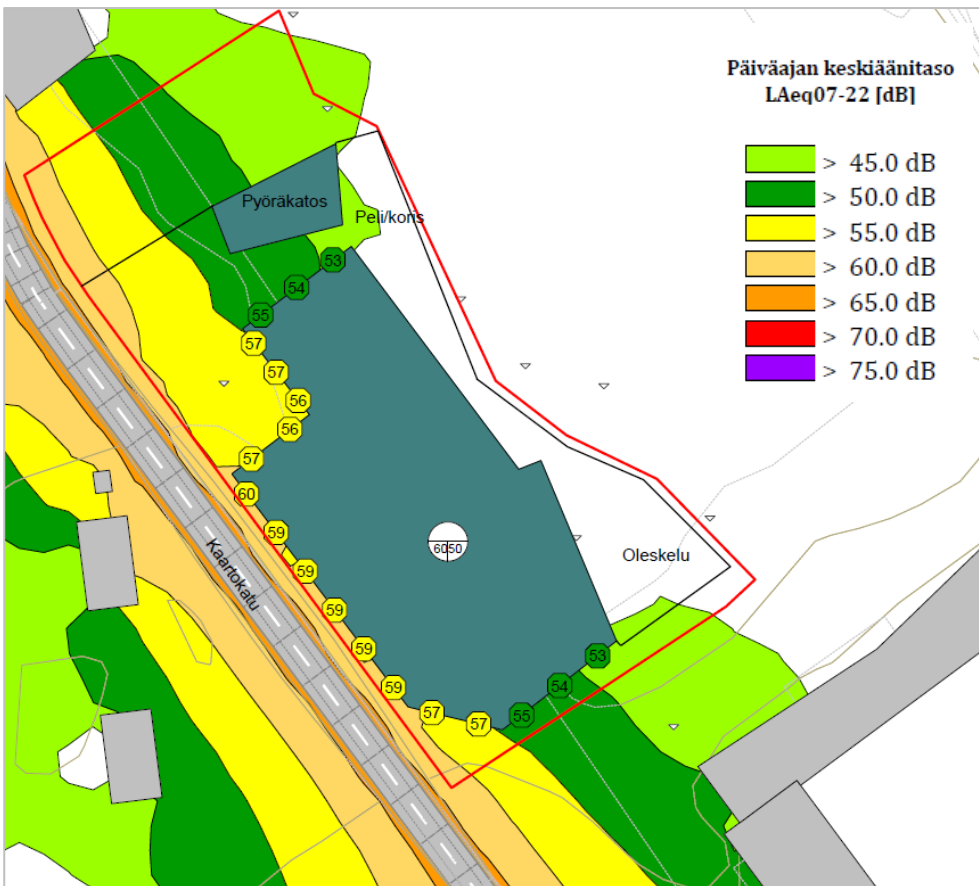 Päiväajan keskiäänitaso
LAeq07-22 [dB]
> 45.0 dB
> 50.0 dB
> 55.0 dB
> 60.0 dB
> 65.0 dB
> 70.0 dB
> 75.0 dB
Pyöräkatos
Peli/koris
53
54
55
57
57
56
56
57
60
59
59
59
59
59
57
57
55
54
53
60 50
Oleskelu
Kaartokatu